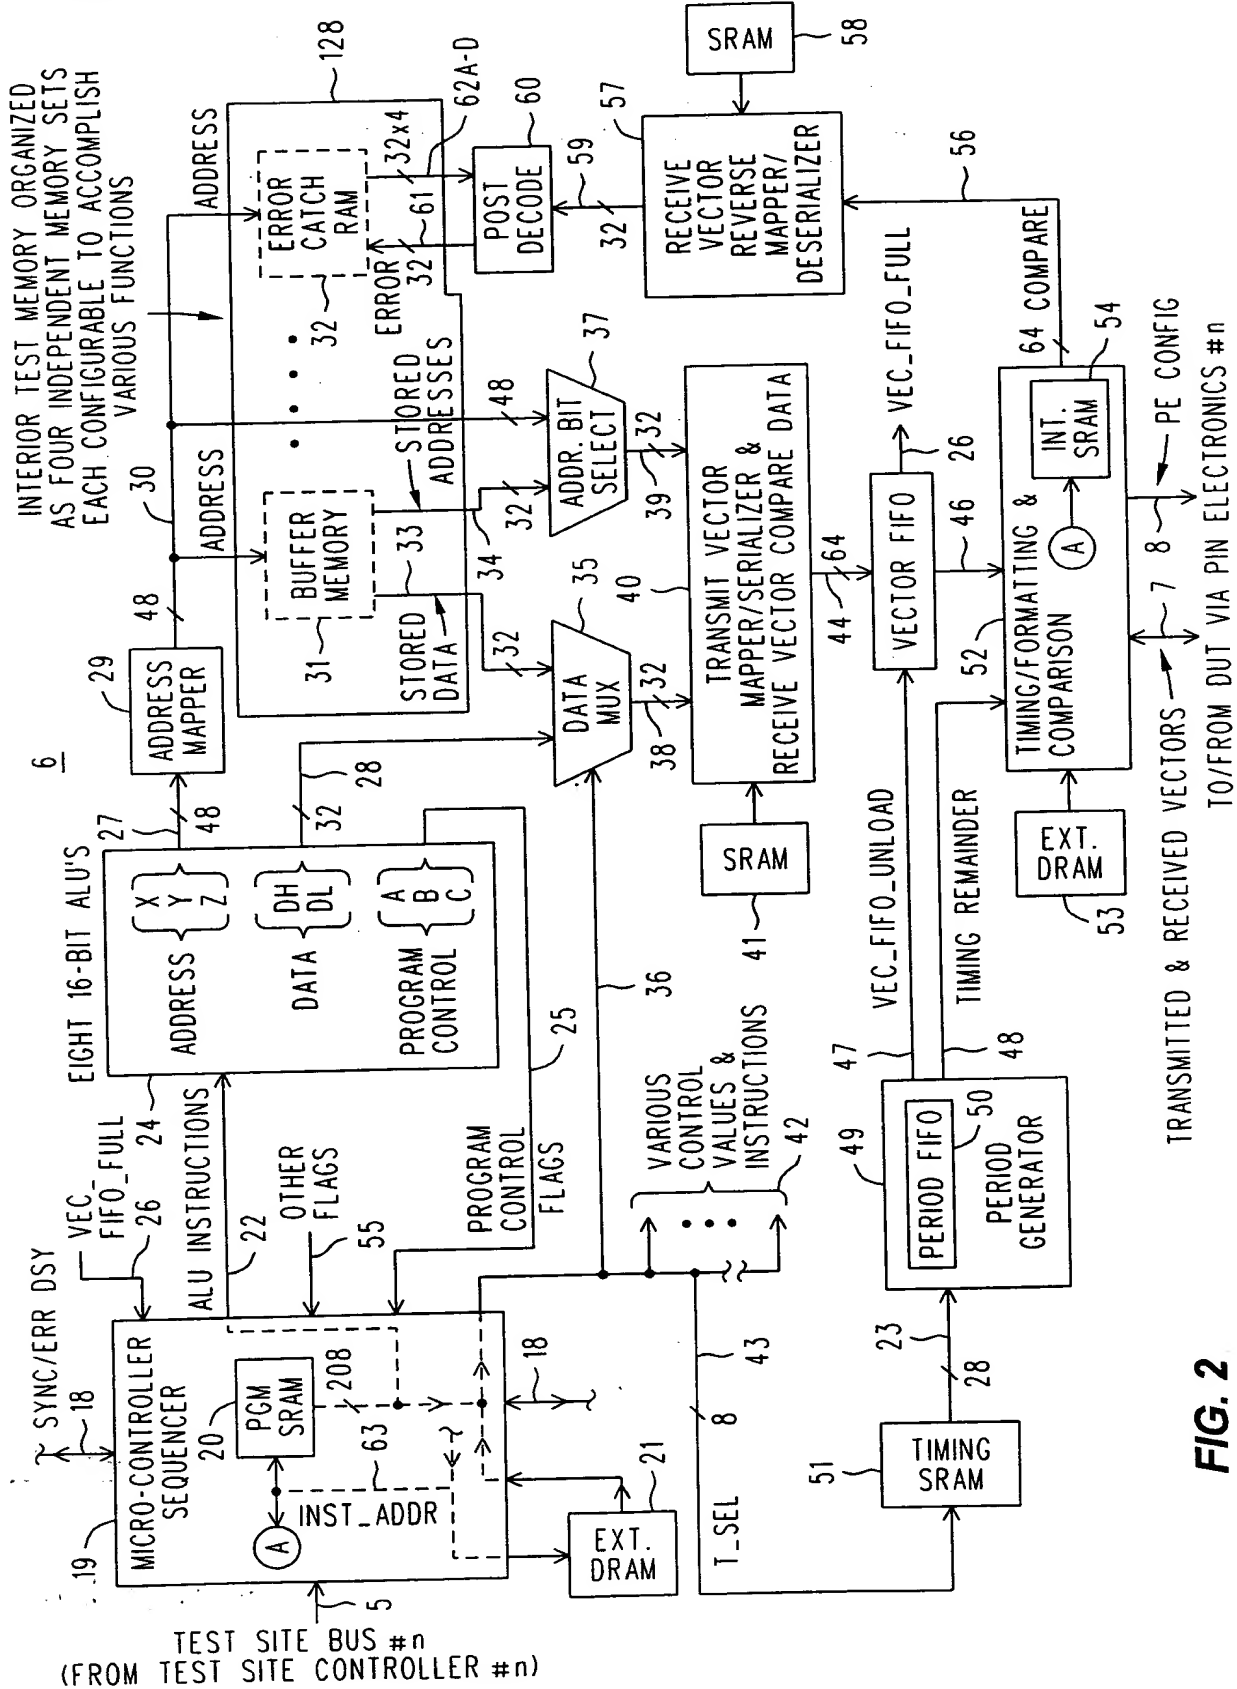 6
INTERIOR TEST MEMORY ORGANIZED
AS FOUR INDEPENDENT MEMORY SETS
EACH CONFIGURABLE TO ACCOMPLISH
VARIOUS FUNCTIONS
128
SYNC/ERR DSY
18
VEC_
FIFO_FULL
26
EIGHT 16-BIT ALU'S
24
27
48
29
ADDRESS
MAPPER
48
30
ADDRESS
ADDRESS
19
MICRO-CONTROLLER
SEQUENCER
20
PGM
SRAM
208
63
A
INST_ADDR
ALU INSTRUCTIONS
22
OTHER
FLAGS
55
PROGRAM
CONTROL
FLAGS
25
ADDRESS
X
Y
Z
DATA
DH
DL
PROGRAM
CONTROL
A
B
C
32
28
31
BUFFER
MEMORY
33
STORED
DATA
34
STORED
ADDRESSES
32
ERROR
CATCH
RAM
32x4
62A-D
ERROR
32
61
POST
DECODE
60
59
32
5
TEST SITE BUS #n
(FROM TEST SITE CONTROLLER #n)
18
21
EXT.
DRAM
36
32
DATA
MUX
35
38
32
32
48
ADDR. BIT
SELECT
37
39
32
57
RECEIVE
VECTOR
REVERSE
MAPPER/
DESERIALIZER
SRAM
58
56
VARIOUS
CONTROL
VALUES &
INSTRUCTIONS
42
43
8
T_SEL
41
SRAM
40
TRANSMIT VECTOR
MAPPER/SERIALIZER &
RECEIVE VECTOR COMPARE DATA
44
64
VECTOR FIFO
26
VEC_FIFO_FULL
46
51
TIMING
SRAM
23
28
49
PERIOD FIFO
50
PERIOD
GENERATOR
47
VEC_FIFO_UNLOAD
48
TIMING REMAINDER
52
TIMING/FORMATTING &
COMPARISON
A
INT.
SRAM
54
64 COMPARE
EXT.
DRAM
53
7
8
PE CONFIG
TRANSMITTED & RECEIVED VECTORS
TO/FROM DUT VIA PIN ELECTRONICS #n
FIG. 2